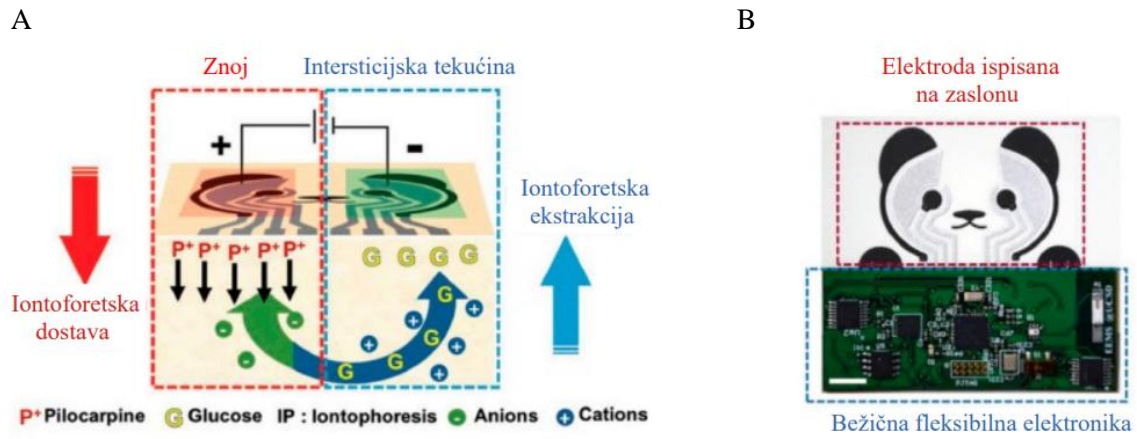 A
B
Znoj
Intersticijska tekućina
+
-
Iontoforetska
dostava
Iontoforetska
ekstrakcija
P+ P+ P+ P+ P+
G G G G
G
G
G
G
P+ Pilocarpine G Glucose IP : Iontophoresis - Anions + Cations
Elektroda ispisana
na zaslonu
Bežična fleksibilna elektronika